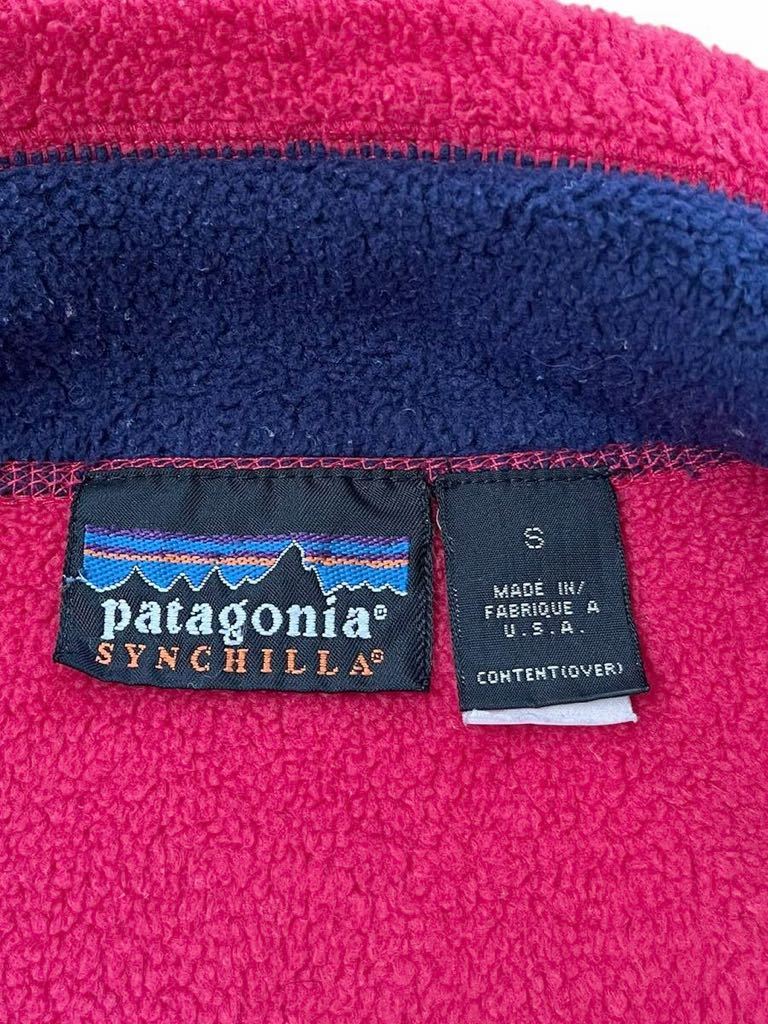 patagonia®
SYNCHILLA®
S
MADE IN/
FABRIQUE A
U.S.A.
CONTENT(OVER)